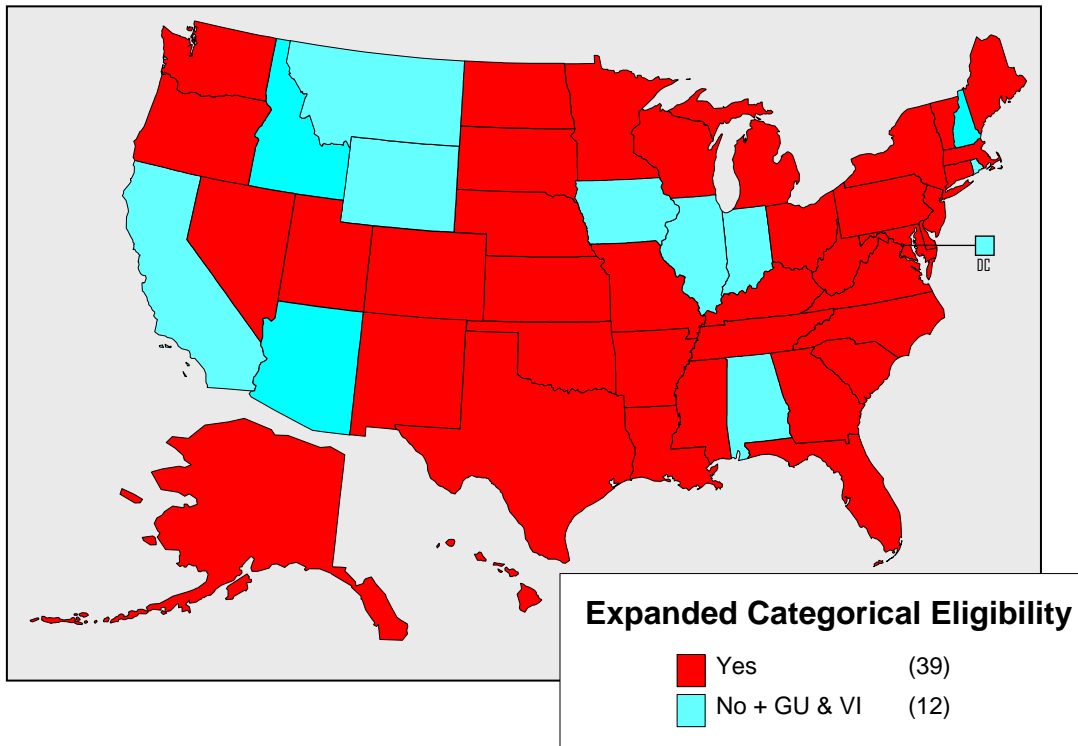 DC
Expanded Categorical Eligibility
Yes (39)
No + GU & VI (12)